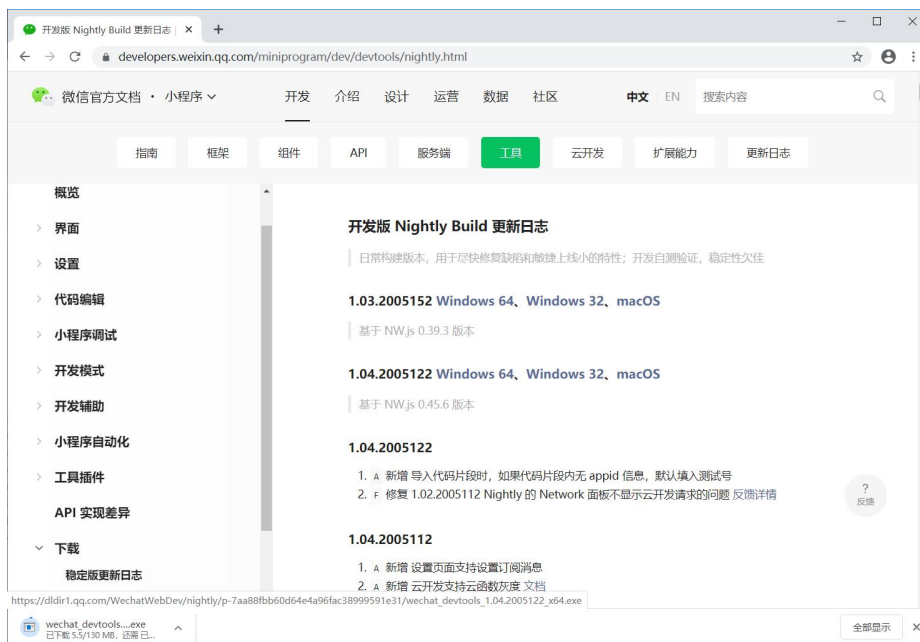 开发版 Nightly Build 更新日志
developers.weixin.qq.com/miniprogram/dev/devtools/nightly.html
微信官方文档 · 小程序
开发 介绍 设计 运营 数据 社区 中文 EN 搜索内容
指南 框架 组件 API 服务端 工具 云开发 扩展能力 更新日志
概览
界面
设置
代码编辑
小程序调试
开发模式
开发辅助
小程序自动化
工具插件
API 实现差异
下载
稳定版更新日志
开发版 Nightly Build 更新日志
日常构建版本，用于尽快修复缺陷和敏捷上线小的特性；开发自测验证，稳定性欠佳
1.03.2005152 Windows 64、Windows 32、macOS
基于 NW.js 0.39.3 版本
1.04.2005122 Windows 64、Windows 32、macOS
基于 NW.js 0.45.6 版本
1.04.2005122
1. A 新增 导入代码片段时，如果代码片段内无 appid 信息，默认填入测试号
2. F 修复 1.02.2005112 Nightly 的 Network 面板不显示云开发请求的问题 反馈详情
1.04.2005112
1. A 新增 设置页面支持设置订阅消息
2. A 新增 云开发支持云函数灰度 文档
?
反馈
https://dldir1.qq.com/WechatWebDev/nightly/p-7aa88fbb60d64e4a96fac38999591e31/wechat_devtools_1.04.2005122_x64.exe
wechat_devtools....exe
已下载 5.5/130 MB，还需 已...
全部显示